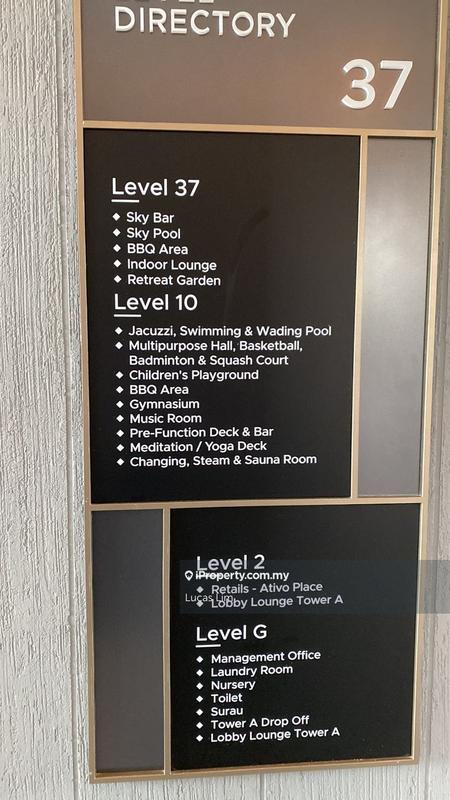 DIRECTORY
37
Level 37
◆ Sky Bar
◆ Sky Pool
◆ BBQ Area
◆ Indoor Lounge
◆ Retreat Garden
Level 10
◆ Jacuzzi, Swimming & Wading Pool
◆ Multipurpose Hall, Basketball,
Badminton & Squash Court
◆ Children's Playground
◆ BBQ Area
◆ Gymnasium
◆ Music Room
◆ Pre-Function Deck & Bar
◆ Meditation / Yoga Deck
◆ Changing, Steam & Sauna Room
Level 2
iProperty.com.my
◆ Retails - Ativo Place
Lucas Lim
◆ Lobby Lounge Tower A
Level G
◆ Management Office
◆ Laundry Room
◆ Nursery
◆ Toilet
◆ Surau
◆ Tower A Drop Off
◆ Lobby Lounge Tower A